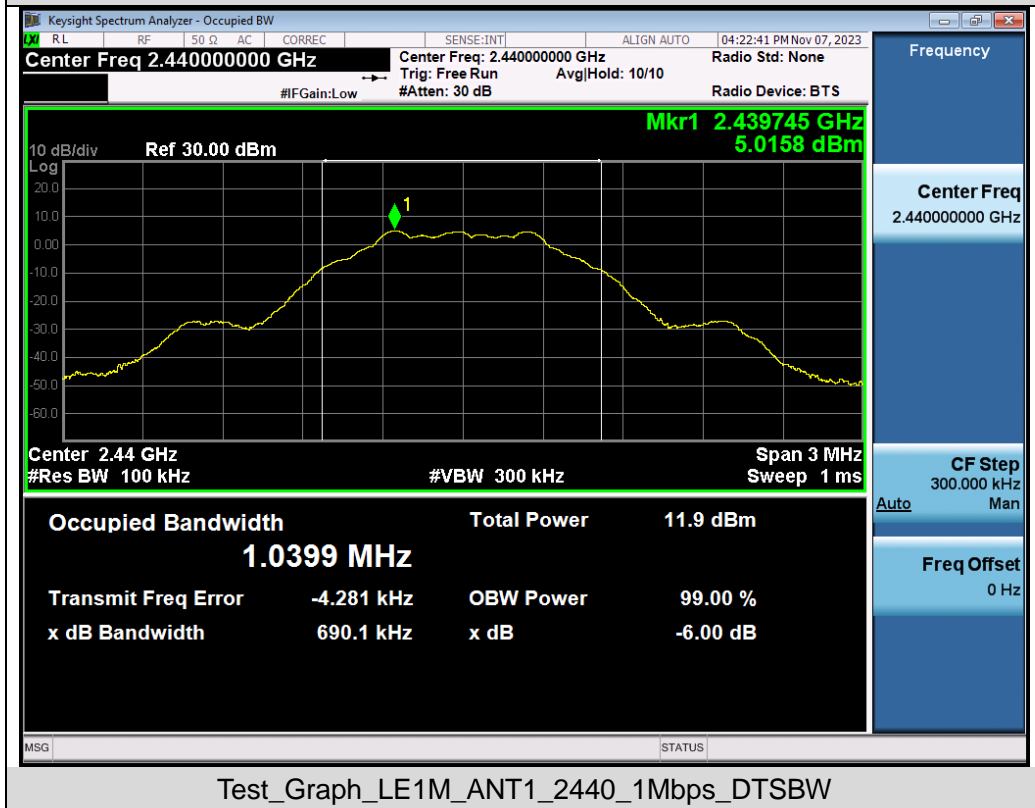 Keysight Spectrum Analyzer - Occupied BW
LXI RL RF 50 Ω AC CORREC SENSE:INT ALIGN AUTO 04:22:41 PM Nov 07, 2023
Center Freq 2.440000000 GHz
Center Freq: 2.440000000 GHz
Radio Std: None
Trig: Free Run Avg|Hold: 10/10
#IFGain:Low
#Atten: 30 dB
Radio Device: BTS
Mkr1 2.439745 GHz
5.0158 dBm
10 dB/div Ref 30.00 dBm
Log
20.0
10.0
0.00
-10.0
-20.0
-30.0
-40.0
-50.0
-60.0
1
Center 2.44 GHz
Span 3 MHz
#Res BW 100 kHz
#VBW 300 kHz
Sweep 1 ms
Occupied Bandwidth
Total Power 11.9 dBm
1.0399 MHz
Transmit Freq Error -4.281 kHz
OBW Power 99.00 %
x dB Bandwidth 690.1 kHz
x dB -6.00 dB
Frequency
Center Freq
2.440000000 GHz
CF Step
300.000 kHz
Auto Man
Freq Offset
0 Hz
MSG
STATUS
Test_Graph_LE1M_ANT1_2440_1Mbps_DTSBW